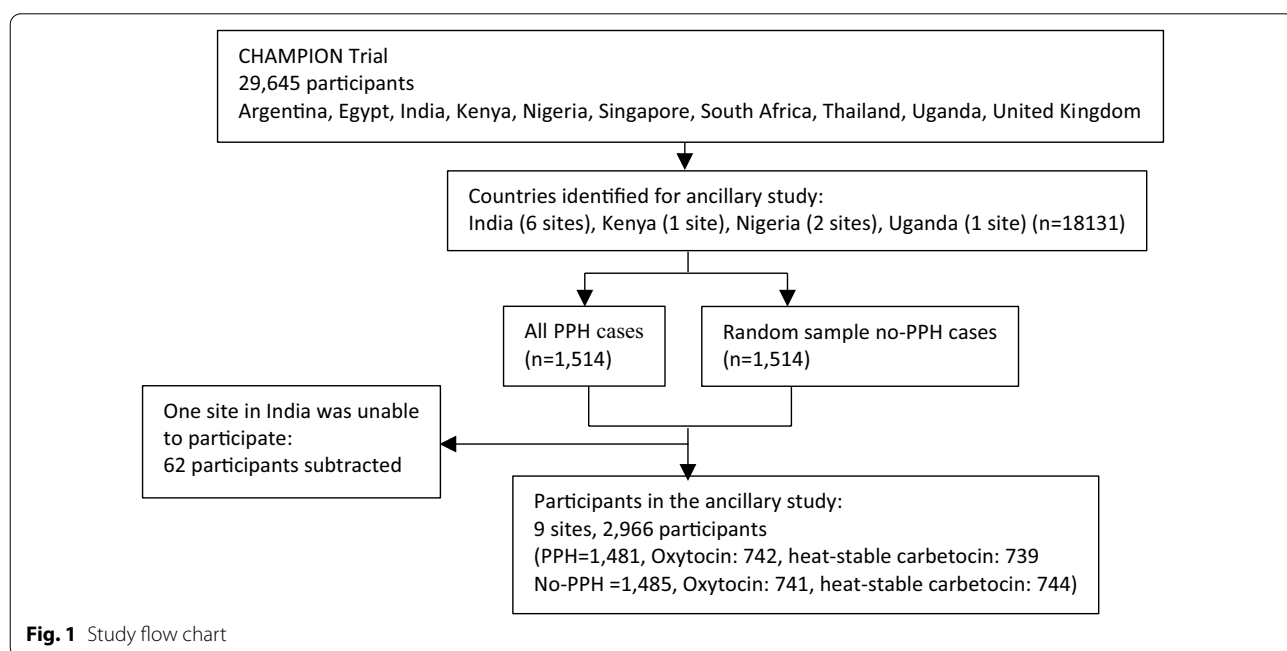 CHAMPION Trial
29,645 participants
Argentina, Egypt, India, Kenya, Nigeria, Singapore, South Africa, Thailand, Uganda, United Kingdom
Countries identified for ancillary study:
India (6 sites), Kenya (1 site), Nigeria (2 sites), Uganda (1 site) (n=18131)
All PPH cases
(n=1,514)
Random sample no-PPH cases
(n=1,514)
One site in India was unable
to participate:
62 participants subtracted
Participants in the ancillary study:
9 sites, 2,966 participants
(PPH=1,481, Oxytocin: 742, heat-stable carbetocin: 739
No-PPH =1,485, Oxytocin: 741, heat-stable carbetocin: 744)
Fig. 1 Study flow chart